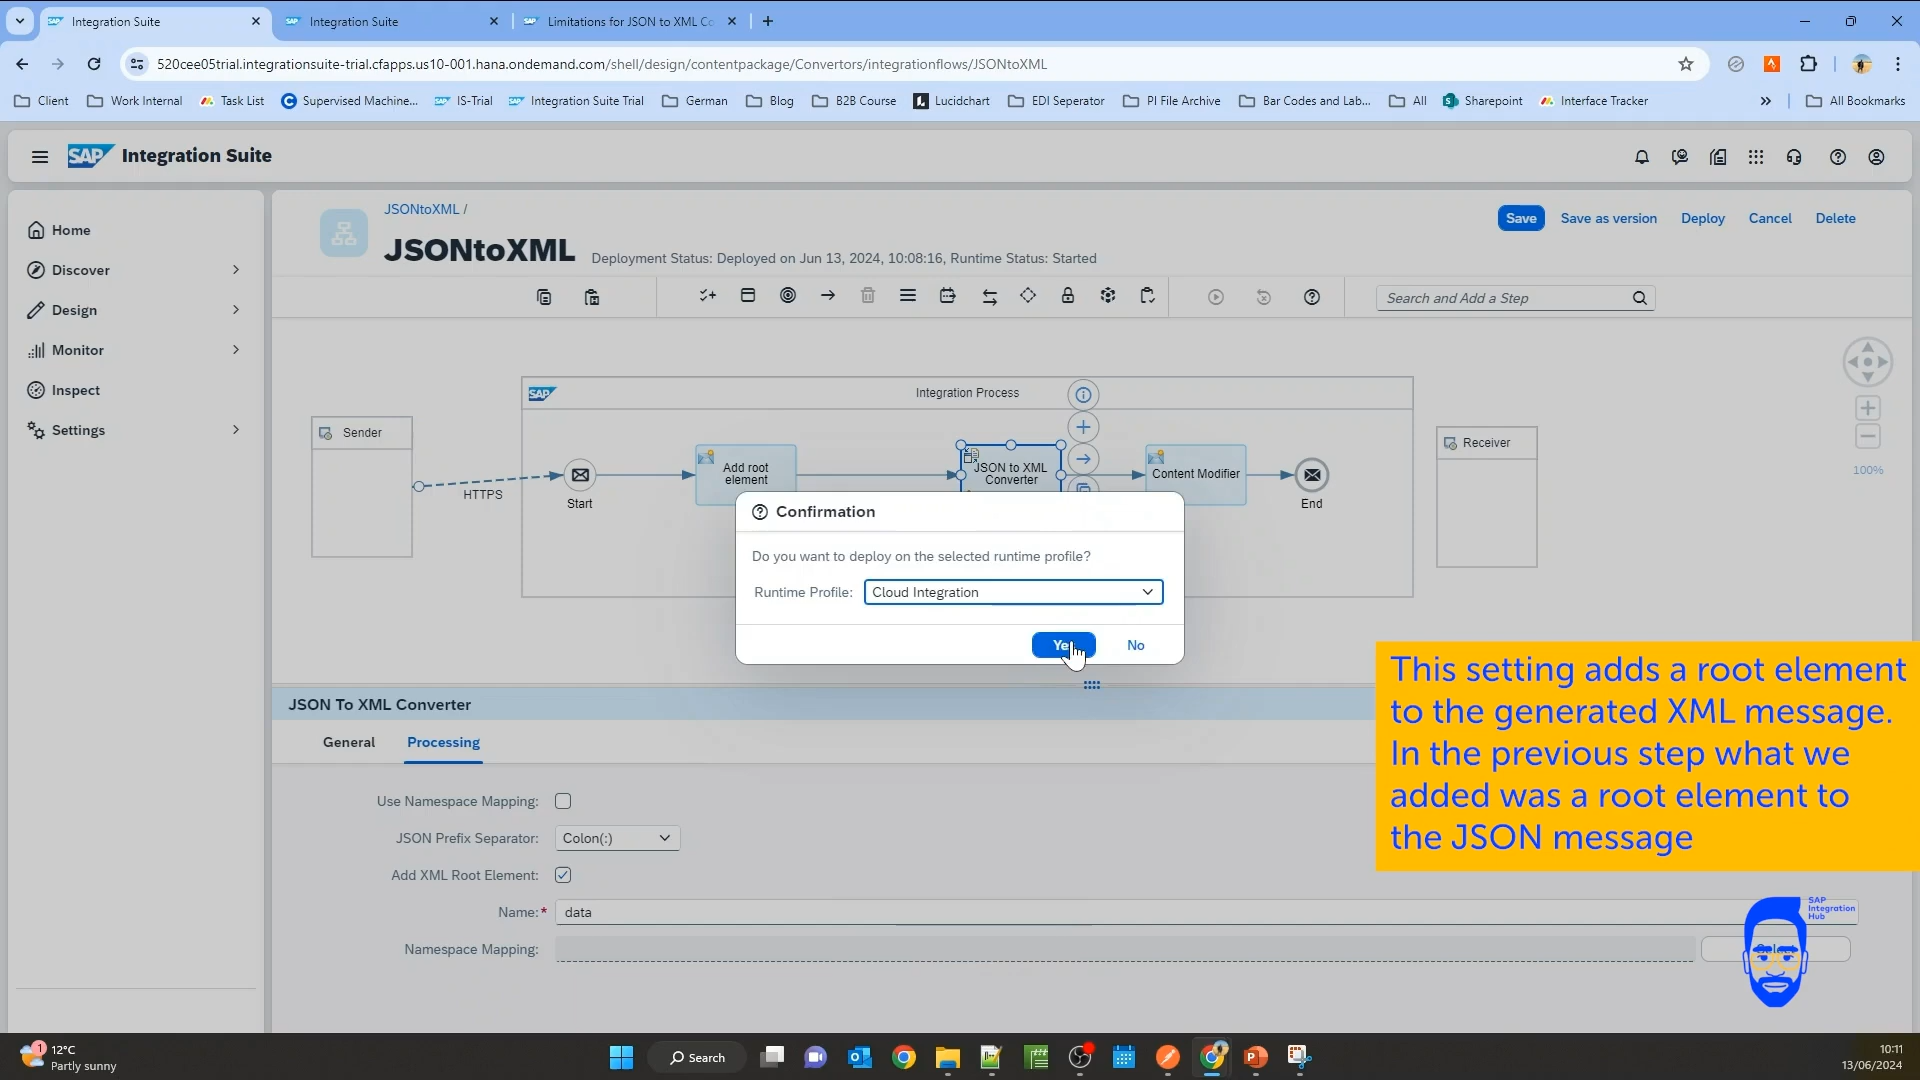 Integration Suite
Integration Suite
Limitations for JSON to XML Co
520cee05trial.integrationsuite-trial.cfapps.us10-001.hana.ondemand.com/shell/design/contentpackage/Convertors/integrationflows/JSONtoXML
Client
Work Internal
Task List
Supervised Machine...
IS-Trial
Integration Suite Trial
German
Blog
B2B Course
Lucidchart
EDI Seperator
PI File Archive
Bar Codes and Lab...
All
Sharepoint
Interface Tracker
All Bookmarks
SAP Integration Suite
Home
Discover
Design
Monitor
Inspect
Settings
JSONtoXML /
JSONtoXML
Deployment Status: Deployed on Jun 13, 2024, 10:08:16, Runtime Status: Started
Save
Save as version
Deploy
Cancel
Delete
Search and Add a Step
SAP
Integration Process
Sender
HTTPS
Start
Add root
element
JSON to XML
Converter
Content Modifier
End
Receiver
100%
Confirmation
Do you want to deploy on the selected runtime profile?
Runtime Profile: Cloud Integration
Yes
No
JSON To XML Converter
General
Processing
Use Namespace Mapping:
JSON Prefix Separator: Colon(:)
Add XML Root Element:
Name:* data
Namespace Mapping:
Select
This setting adds a root element
to the generated XML message.
In the previous step what we
added was a root element to
the JSON message
SAP
Integration
Hub
1
12°C
Partly sunny
Search
10:11
13/06/2024